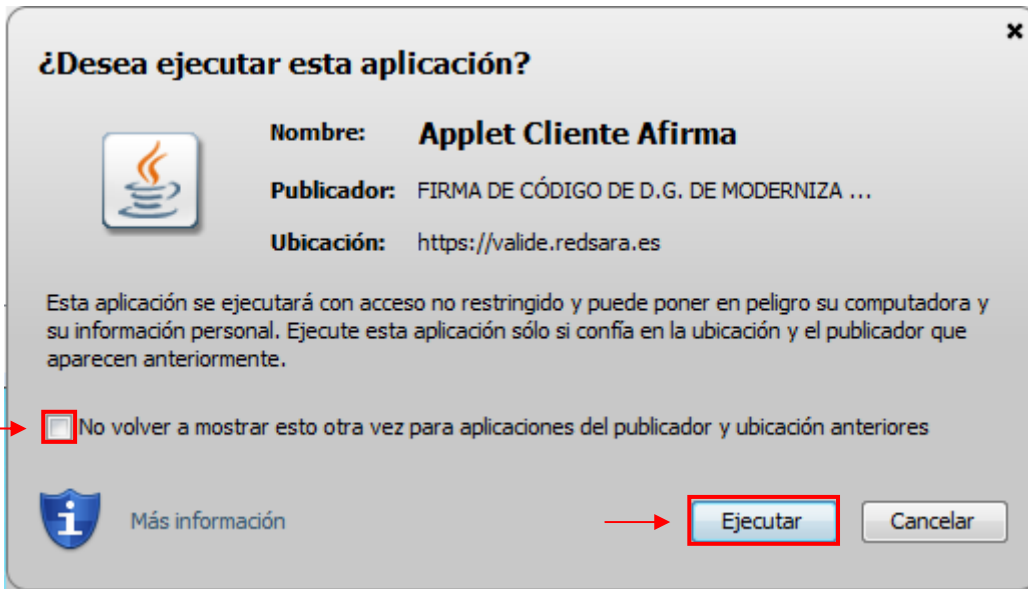 ¿Desea ejecutar esta aplicación?
Nombre: Applet Cliente Afirma
Publicador: FIRMA DE CÓDIGO DE D.G. DE MODERNIZA ...
Ubicación: https://valide.redsara.es
Esta aplicación se ejecutará con acceso no restringido y puede poner en peligro su computadora y
su información personal. Ejecute esta aplicación sólo si confía en la ubicación y el publicador que
aparecen anteriormente.
No volver a mostrar esto otra vez para aplicaciones del publicador y ubicación anteriores
Más información
Ejecutar
Cancelar